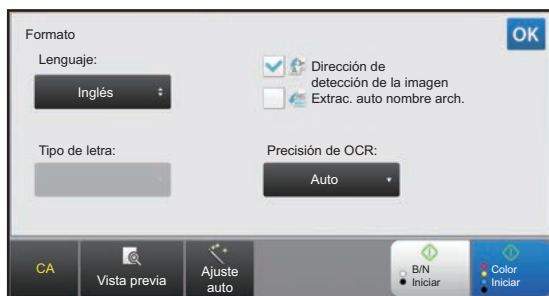 Formato
OK
Lenguaje:
Inglés
Dirección de
detección de la imagen
Extrac. auto nombre arch.
Tipo de letra:
Precisión de OCR:
Auto
CA
Vista previa
Ajuste
auto
B/N
Iniciar
Color
Iniciar